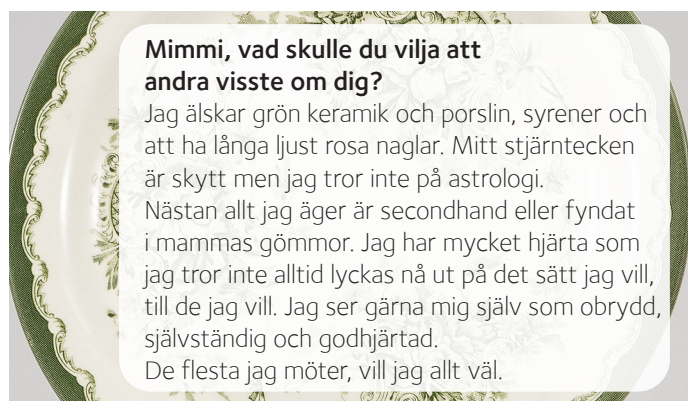 Mimmi, vad skulle du vilja att
andra visste om dig?
Jag älskar grön keramik och porslin, syrener och
att ha långa ljust rosa naglar. Mitt stjärntecken
är skytt men jag tror inte på astrologi.
Nästan allt jag äger är secondhand eller fyndat
i mammas gömmor. Jag har mycket hjärta som
jag tror inte alltid lyckas nå ut på det sätt jag vill,
till de jag vill. Jag ser gärna mig själv som obrydd,
självständig och godhjärtad.
De flesta jag möter, vill jag allt väl.